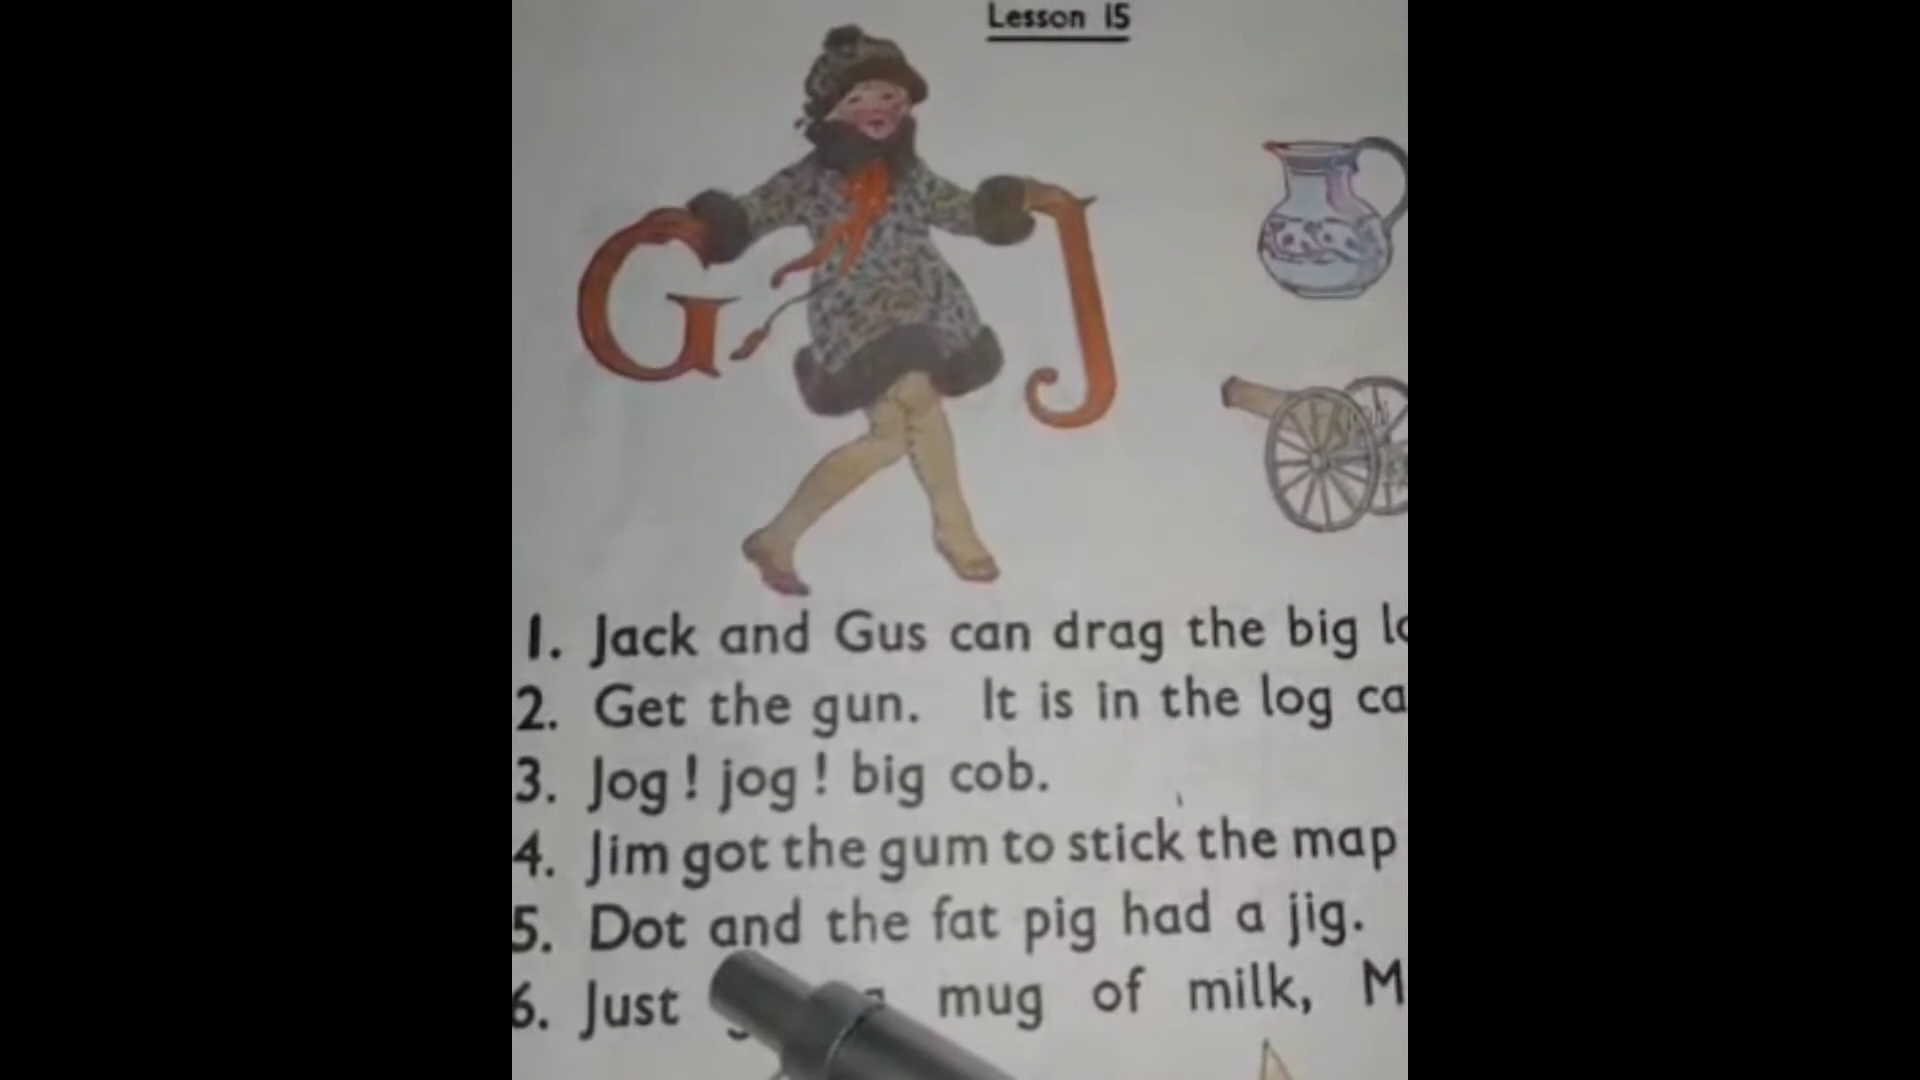 Lesson 15
G J
1. Jack and Gus can drag the big
2. Get the gun. It is in the log
3. Jog! jog! big cob.
4. Jim got the gum to stick the map
5. Dot and the fat pig had a jig.
6. Just mug of milk,